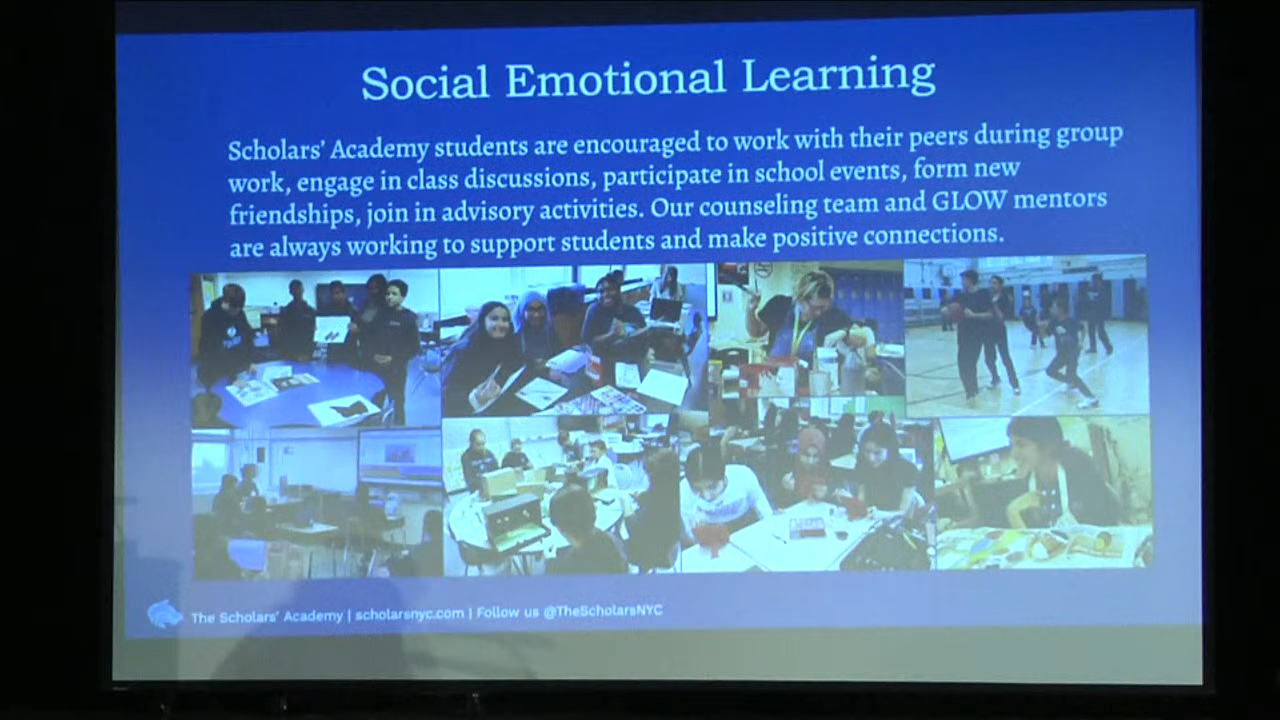 Social Emotional Learning
Scholars' Academy students are encouraged to work with their peers during group
work, engage in class discussions, participate in school events, form new
friendships, join in advisory activities. Our counseling team and GLOW mentors
are always working to support students and make positive connections.
The Scholars' Academy | scholarsnyc.com | Follow us @TheScholarsNYC